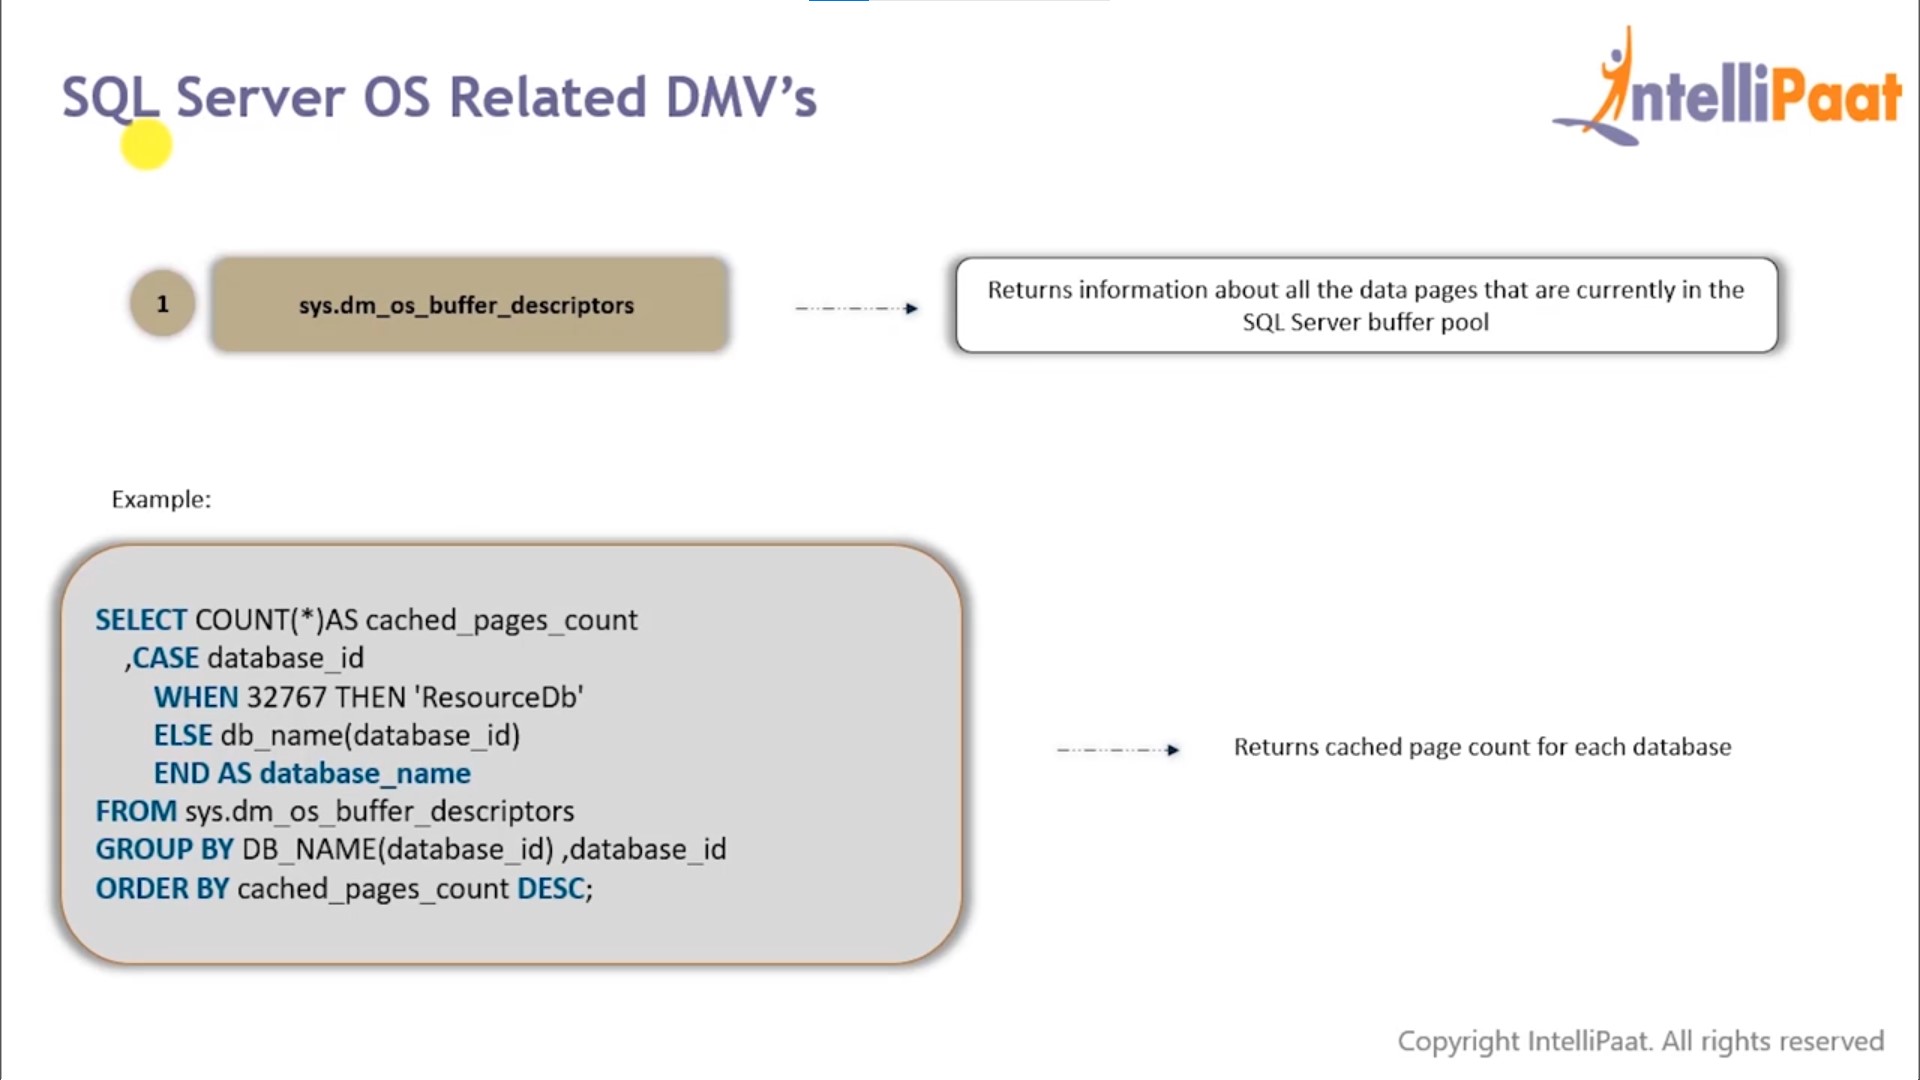 SQL Server OS Related DMV's
IntelliPaat
1
sys.dm_os_buffer_descriptors
Returns information about all the data pages that are currently in the
SQL Server buffer pool
Example:
SELECT COUNT(*)AS cached_pages_count
,CASE database_id
WHEN 32767 THEN 'ResourceDb'
ELSE db_name(database_id)
END AS database_name
FROM sys.dm_os_buffer_descriptors
GROUP BY DB_NAME(database_id) ,database_id
ORDER BY cached_pages_count DESC;
Returns cached page count for each database
Copyright IntelliPaat. All rights reserved